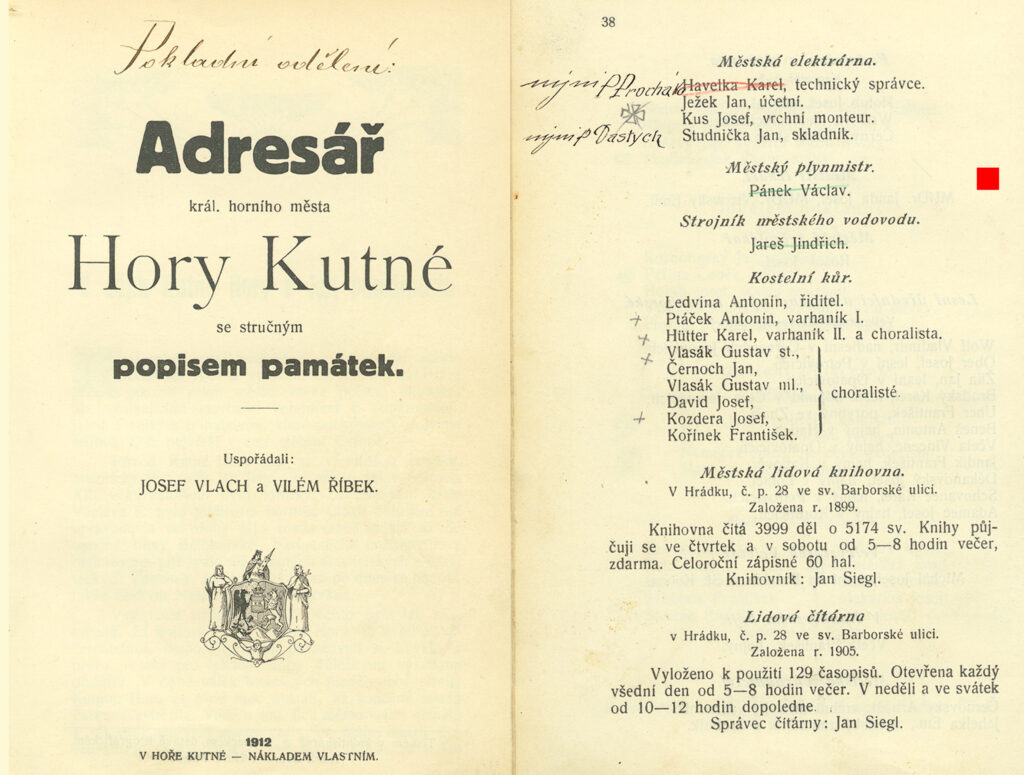 Pokladní oddělení:
Adresář
král. horního města
Hory Kutné
se stručným
popisem památek.
Uspořádali:
JOSEF VLACH a VILÉM ŘÍBEK.
1912
V HOŘE KUTNÉ — NÁKLADEM VLASTNÍM.
38
Městská elektrárna.
nyní p Procház Havelka Karel, technický správce.
Ježek Jan, účetní.
Kus Josef, vrchní monteur.
nyní p Dastych Studnička Jan, skladník.
Městský plynmistr.
Pánek Václav.
Strojník městského vodovodu.
Jareš Jindřich.
Kostelní kůr.
Ledvina Antonín, řiditel.
Ptáček Antonín, varhaník I.
Hütter Karel, varhaník II. a choralista.
Vlasák Gustav st.,
Černoch Jan,
Vlasák Gustav ml.,
choralisté.
David Josef,
Kozdera Josef,
Kořínek František.
Městská lidová knihovna.
V Hrádku, č. p. 28 ve sv. Barborské ulici.
Založena r. 1899.
Knihovna čítá 3999 děl o 5174 sv. Knihy půj-
čují se ve čtvrtek a v sobotu od 5—8 hodin večer,
zdarma. Celoroční zápisné 60 hal.
Knihovník: Jan Siegl.
Lidová čítárna
v Hrádku, č. p. 28 ve sv. Barborské ulici.
Založena r. 1905.
Vyloženo k použití 129 časopisů. Otevřena každý
všední den od 5—8 hodin večer. V neděli a ve svátek
od 10—12 hodin dopoledne.
Správec čítárny: Jan Siegl.